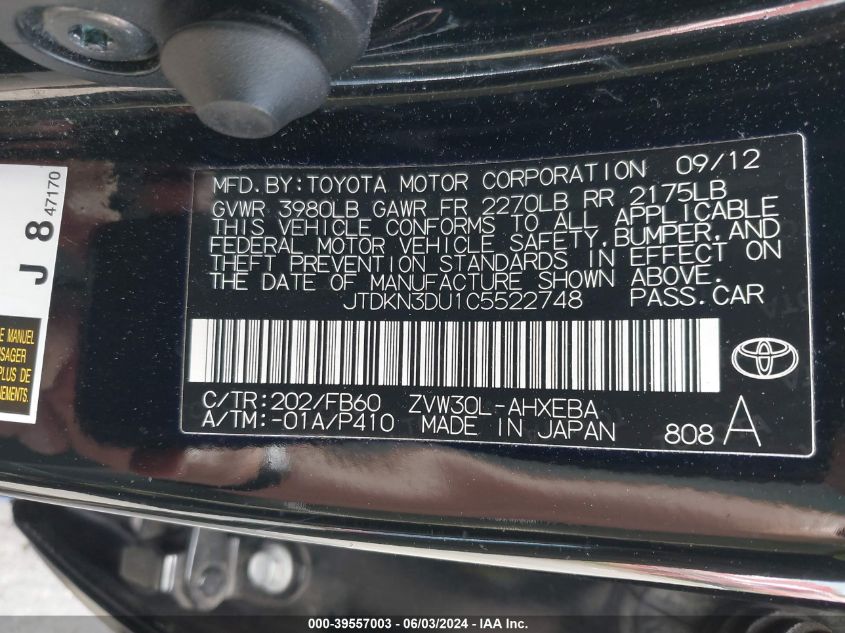 MFD. BY: TOYOTA MOTOR CORPORATION 09/12
GVWR 3980LB GAWR FR 2270LB RR 2175LB
THIS VEHICLE CONFORMS TO ALL APPLICABLE
FEDERAL MOTOR VEHICLE SAFETY, BUMPER, AND
THEFT PREVENTION STANDARDS IN EFFECT ON
THE DATE OF MANUFACTURE SHOWN ABOVE.
JTDKN3DU1C5522748 PASS. CAR
C/TR: 202/FB60 ZVW30L-AHXEBA
A/TM: -01A/P410 MADE IN JAPAN 808 A
J 8 47170
E MANUEL
SAGER
PLUS DE
EMENTS.
000-39557003 - 06/03/2024 - IAA Inc.